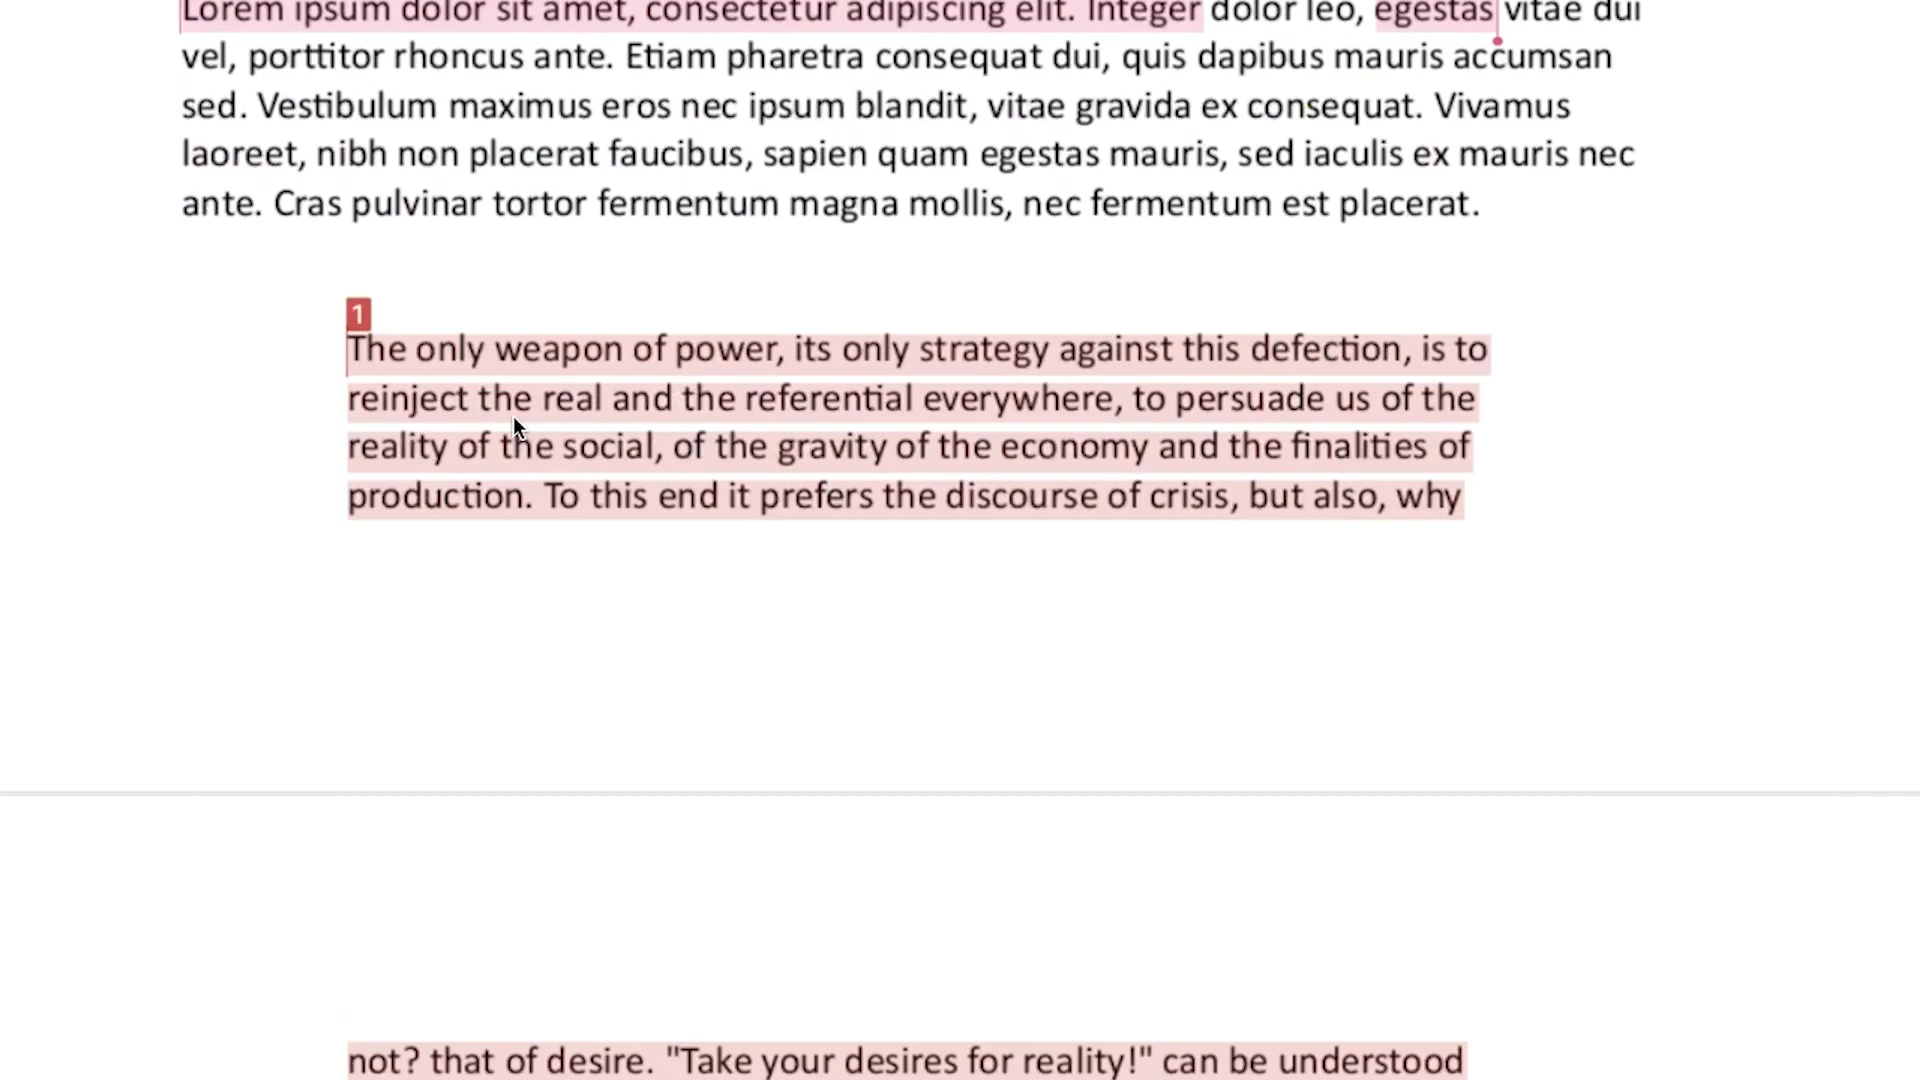 Lorem ipsum dolor sit amet, consectetur adipiscing elit. Integer dolor leo, egestas vitae dui
vel, porttitor rhoncus ante. Etiam pharetra consequat dui, quis dapibus mauris accumsan
sed. Vestibulum maximus eros nec ipsum blandit, vitae gravida ex consequat. Vivamus
laoreet, nibh non placerat faucibus, sapien quam egestas mauris, sed iaculis ex mauris nec
ante. Cras pulvinar tortor fermentum magna mollis, nec fermentum est placerat.
1
The only weapon of power, its only strategy against this defection, is to
reinject the real and the referential everywhere, to persuade us of the
reality of the social, of the gravity of the economy and the finalities of
production. To this end it prefers the discourse of crisis, but also, why
not? that of desire. "Take your desires for reality!" can be understood